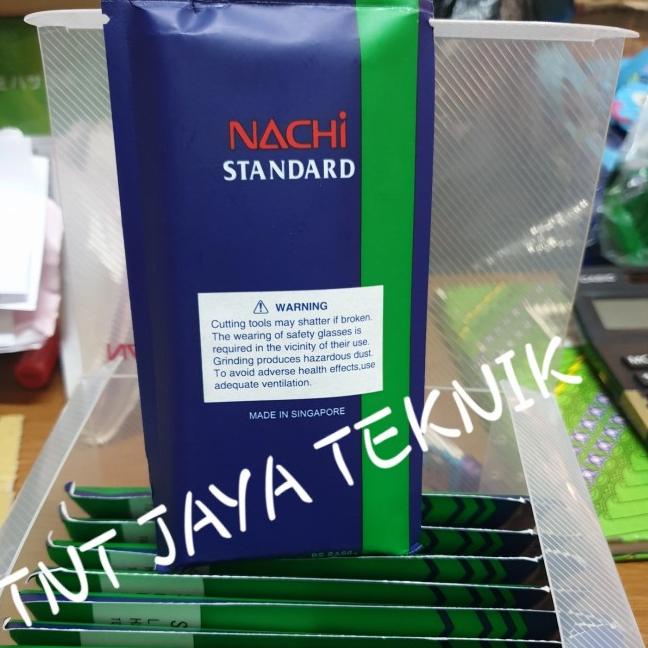 NACHi
STANDARD
⚠ WARNING
Cutting tools may shatter if broken.
The wearing of safety glasses is
required in the vicinity of their use.
Grinding produces hazardous dust.
To avoid adverse health effects,use
adequate ventilation.
MADE IN SINGAPORE
TNT JAYA TEKNIK
CASIO